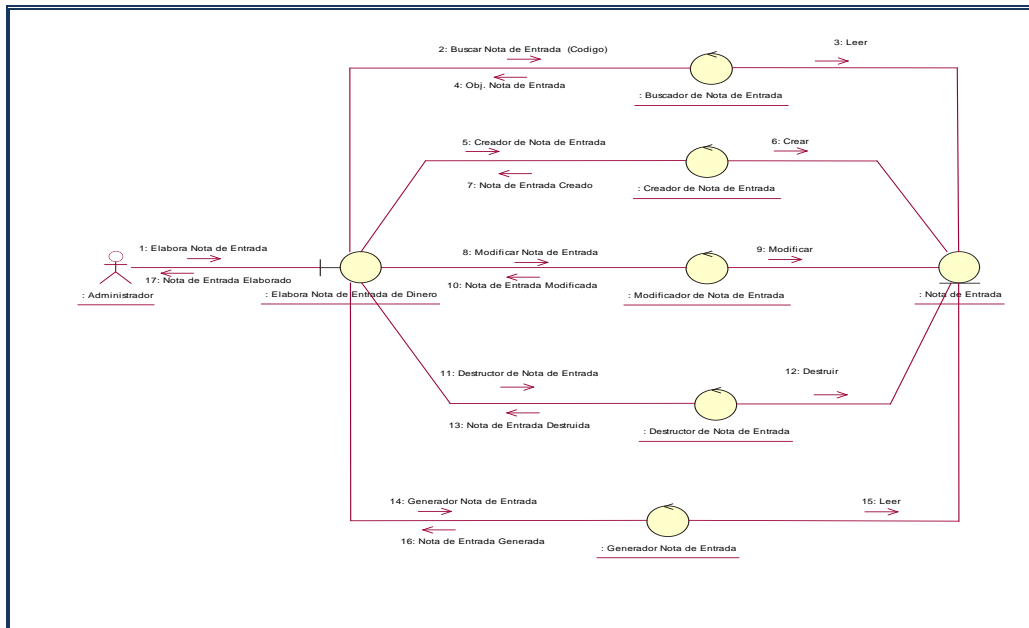 2: Buscar Nota de Entrada (Codigo)
3: Leer
4: Obj. Nota de Entrada
: Buscador de Nota de Entrada
5: Creador de Nota de Entrada
6: Crear
7: Nota de Entrada Creado
: Creador de Nota de Entrada
1: Elabora Nota de Entrada
8: Modificar Nota de Entrada
9: Modificar
17: Nota de Entrada Elaborado
10: Nota de Entrada Modificada
: Administrador
: Elabora Nota de Entrada de Dinero
: Modificador de Nota de Entrada
: Nota de Entrada
11: Destructor de Nota de Entrada
12: Destruir
13: Nota de Entrada Destruida
: Destructor de Nota de Entrada
14: Generador Nota de Entrada
15: Leer
16: Nota de Entrada Generada
: Generador Nota de Entrada